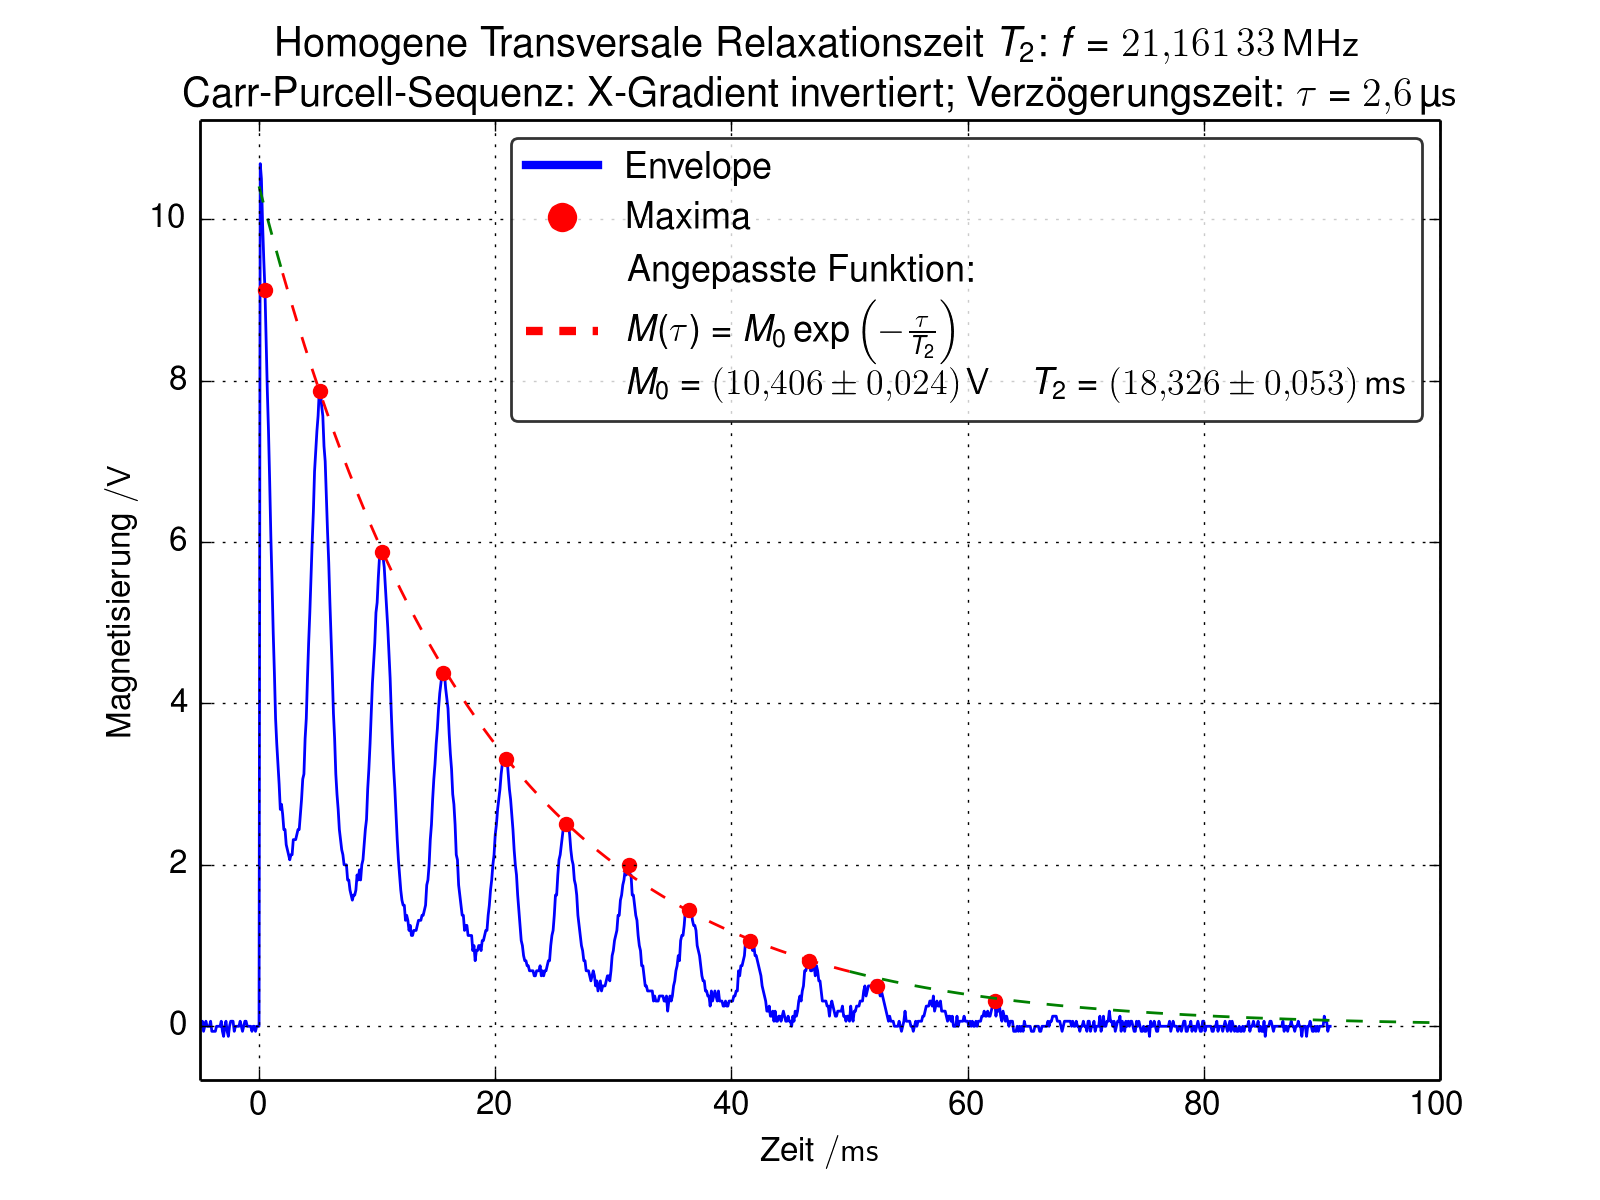 Homogene Transversale Relaxationszeit T₂: f = 21,161 33 MHz
Carr-Purcell-Sequenz: X-Gradient invertiert; Verzögerungszeit: τ = 2,6 µs
Envelope
Maxima
Angepasste Funktion:
M(τ) = M₀ exp (− τ/T₂)
M₀ = (10,406 ± 0,024) V T₂ = (18,326 ± 0,053) ms
Magnetisierung /V
10
8
6
4
2
0
0 20 40 60 80 100
Zeit /ms